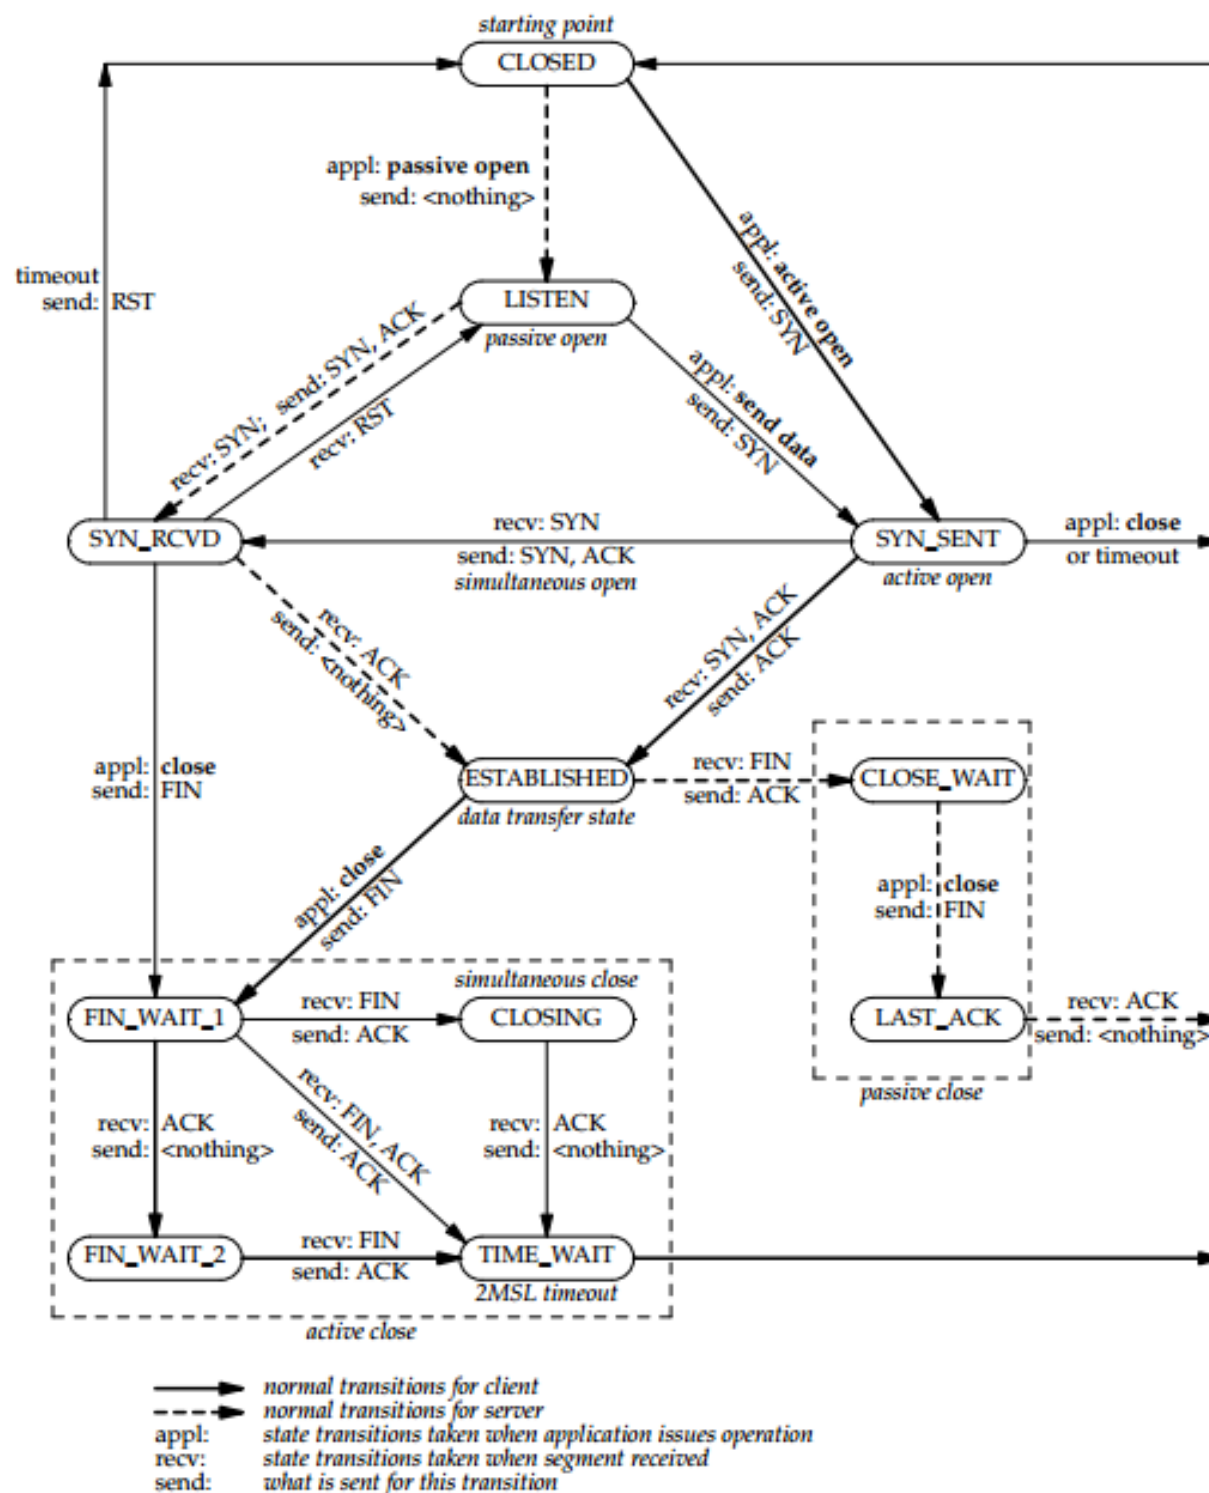 starting point
CLOSED
appl: passive open
send: <nothing>
appl: active open
send: SYN
timeout
send: RST
LISTEN
passive open
recv: SYN; send: SYN, ACK
recv: RST
appl: send data
send: SYN
SYN_RCVD
recv: SYN
send: SYN, ACK
simultaneous open
SYN_SENT
active open
appl: close
or timeout
recv: ACK
send: <nothing>
recv: SYN, ACK
send: ACK
appl: close
send: FIN
ESTABLISHED
data transfer state
recv: FIN
send: ACK
CLOSE_WAIT
appl: close
send: FIN
appl: close
send: FIN
simultaneous close
FIN_WAIT_1
recv: FIN
send: ACK
CLOSING
LAST_ACK
recv: ACK
send: <nothing>
passive close
recv: ACK
send: <nothing>
recv: FIN, ACK
send: ACK
recv: ACK
send: <nothing>
FIN_WAIT_2
recv: FIN
send: ACK
TIME_WAIT
2MSL timeout
active close
normal transitions for client
normal transitions for server
appl: state transitions taken when application issues operation
recv: state transitions taken when segment received
send: what is sent for this transition